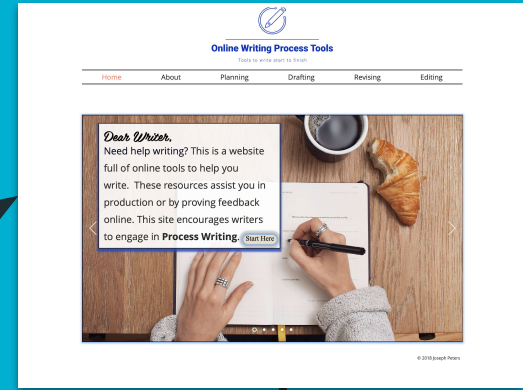 Online Writing Process Tools
Tools to write start to finish
Home About Planning Drafting Revising Editing
Dear Writer,
Need help writing? This is a website
full of online tools to help you
write. These resources assist you in
production or by proving feedback
online. This site encourages writers
to engage in Process Writing. Start Here
© 2018 Joseph Peters